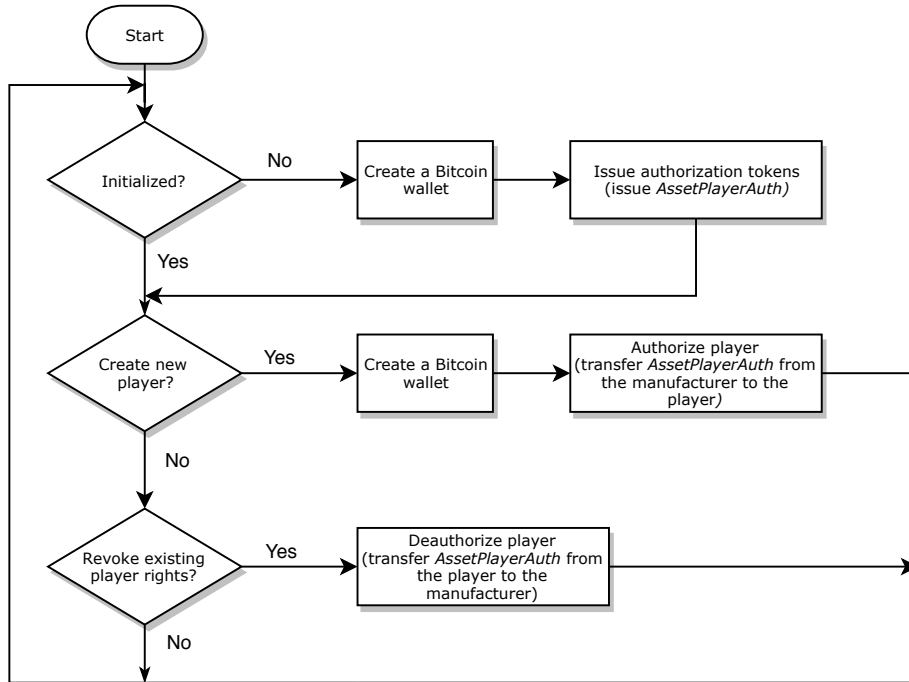 Start
Initialized?
No
Create a Bitcoin
wallet
Issue authorization tokens
(issue AssetPlayerAuth)
Yes
Create new
player?
Yes
Create a Bitcoin
wallet
Authorize player
(transfer AssetPlayerAuth from
the manufacturer to the
player)
No
Revoke existing
player rights?
Yes
Deauthorize player
(transfer AssetPlayerAuth from
the player to the
manufacturer)
No